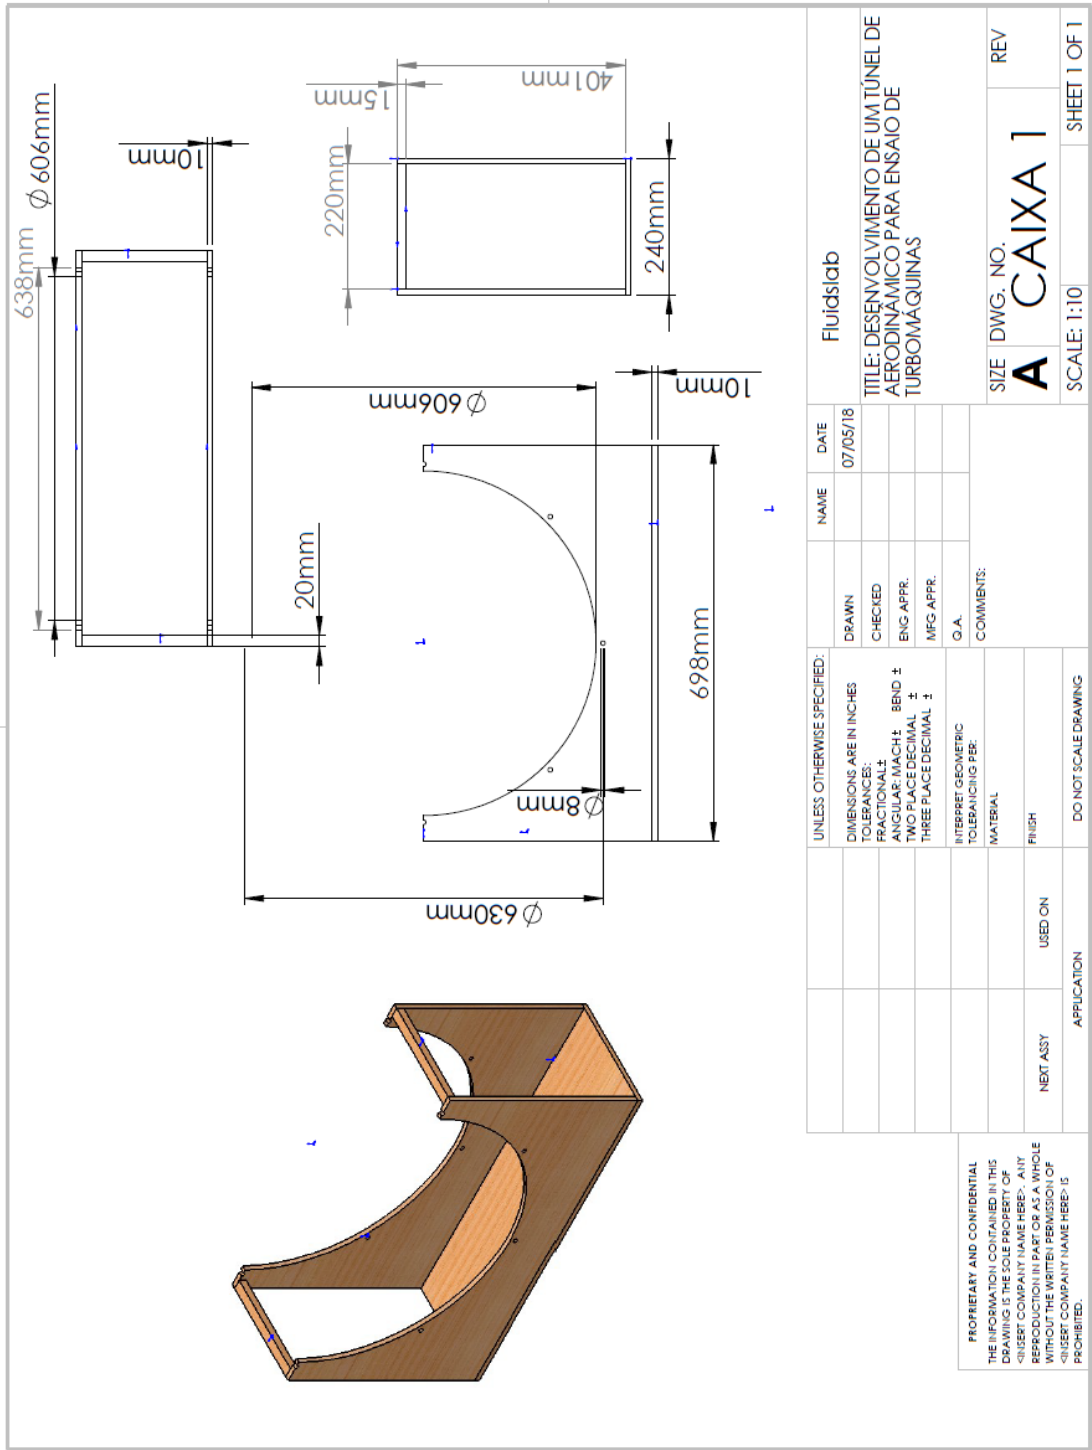 638mm
Ø 606mm
10mm
20mm
15mm
401mm
220mm
240mm
Ø 606mm
10mm
698mm
Ø 8mm
Ø 630mm
PROPRIETARY AND CONFIDENTIAL
THE INFORMATION CONTAINED IN THIS
DRAWING IS THE SOLE PROPERTY OF
<INSERT COMPANY NAME HERE>. ANY
REPRODUCTION IN PART OR AS A WHOLE
WITHOUT THE WRITTEN PERMISSION OF
<INSERT COMPANY NAME HERE> IS
PROHIBITED.
NEXT ASSY
USED ON
APPLICATION
UNLESS OTHERWISE SPECIFIED:
DIMENSIONS ARE IN INCHES
TOLERANCES:
FRACTIONAL±
ANGULAR: MACH± BEND ±
TWO PLACE DECIMAL ±
THREE PLACE DECIMAL ±
INTERPRET GEOMETRIC
TOLERANCING PER:
MATERIAL
FINISH
DO NOT SCALE DRAWING
NAME
DATE
DRAWN
07/05/18
CHECKED
ENG APPR.
MFG APPR.
Q.A.
COMMENTS:
Fluidslab
TITLE: DESENVOLVIMENTO DE UM TÚNEL DE
AERODINÂMICO PARA ENSAIO DE
TURBOMÁQUINAS
SIZE
DWG. NO.
REV
A
CAIXA 1
SCALE: 1:10
SHEET 1 OF 1